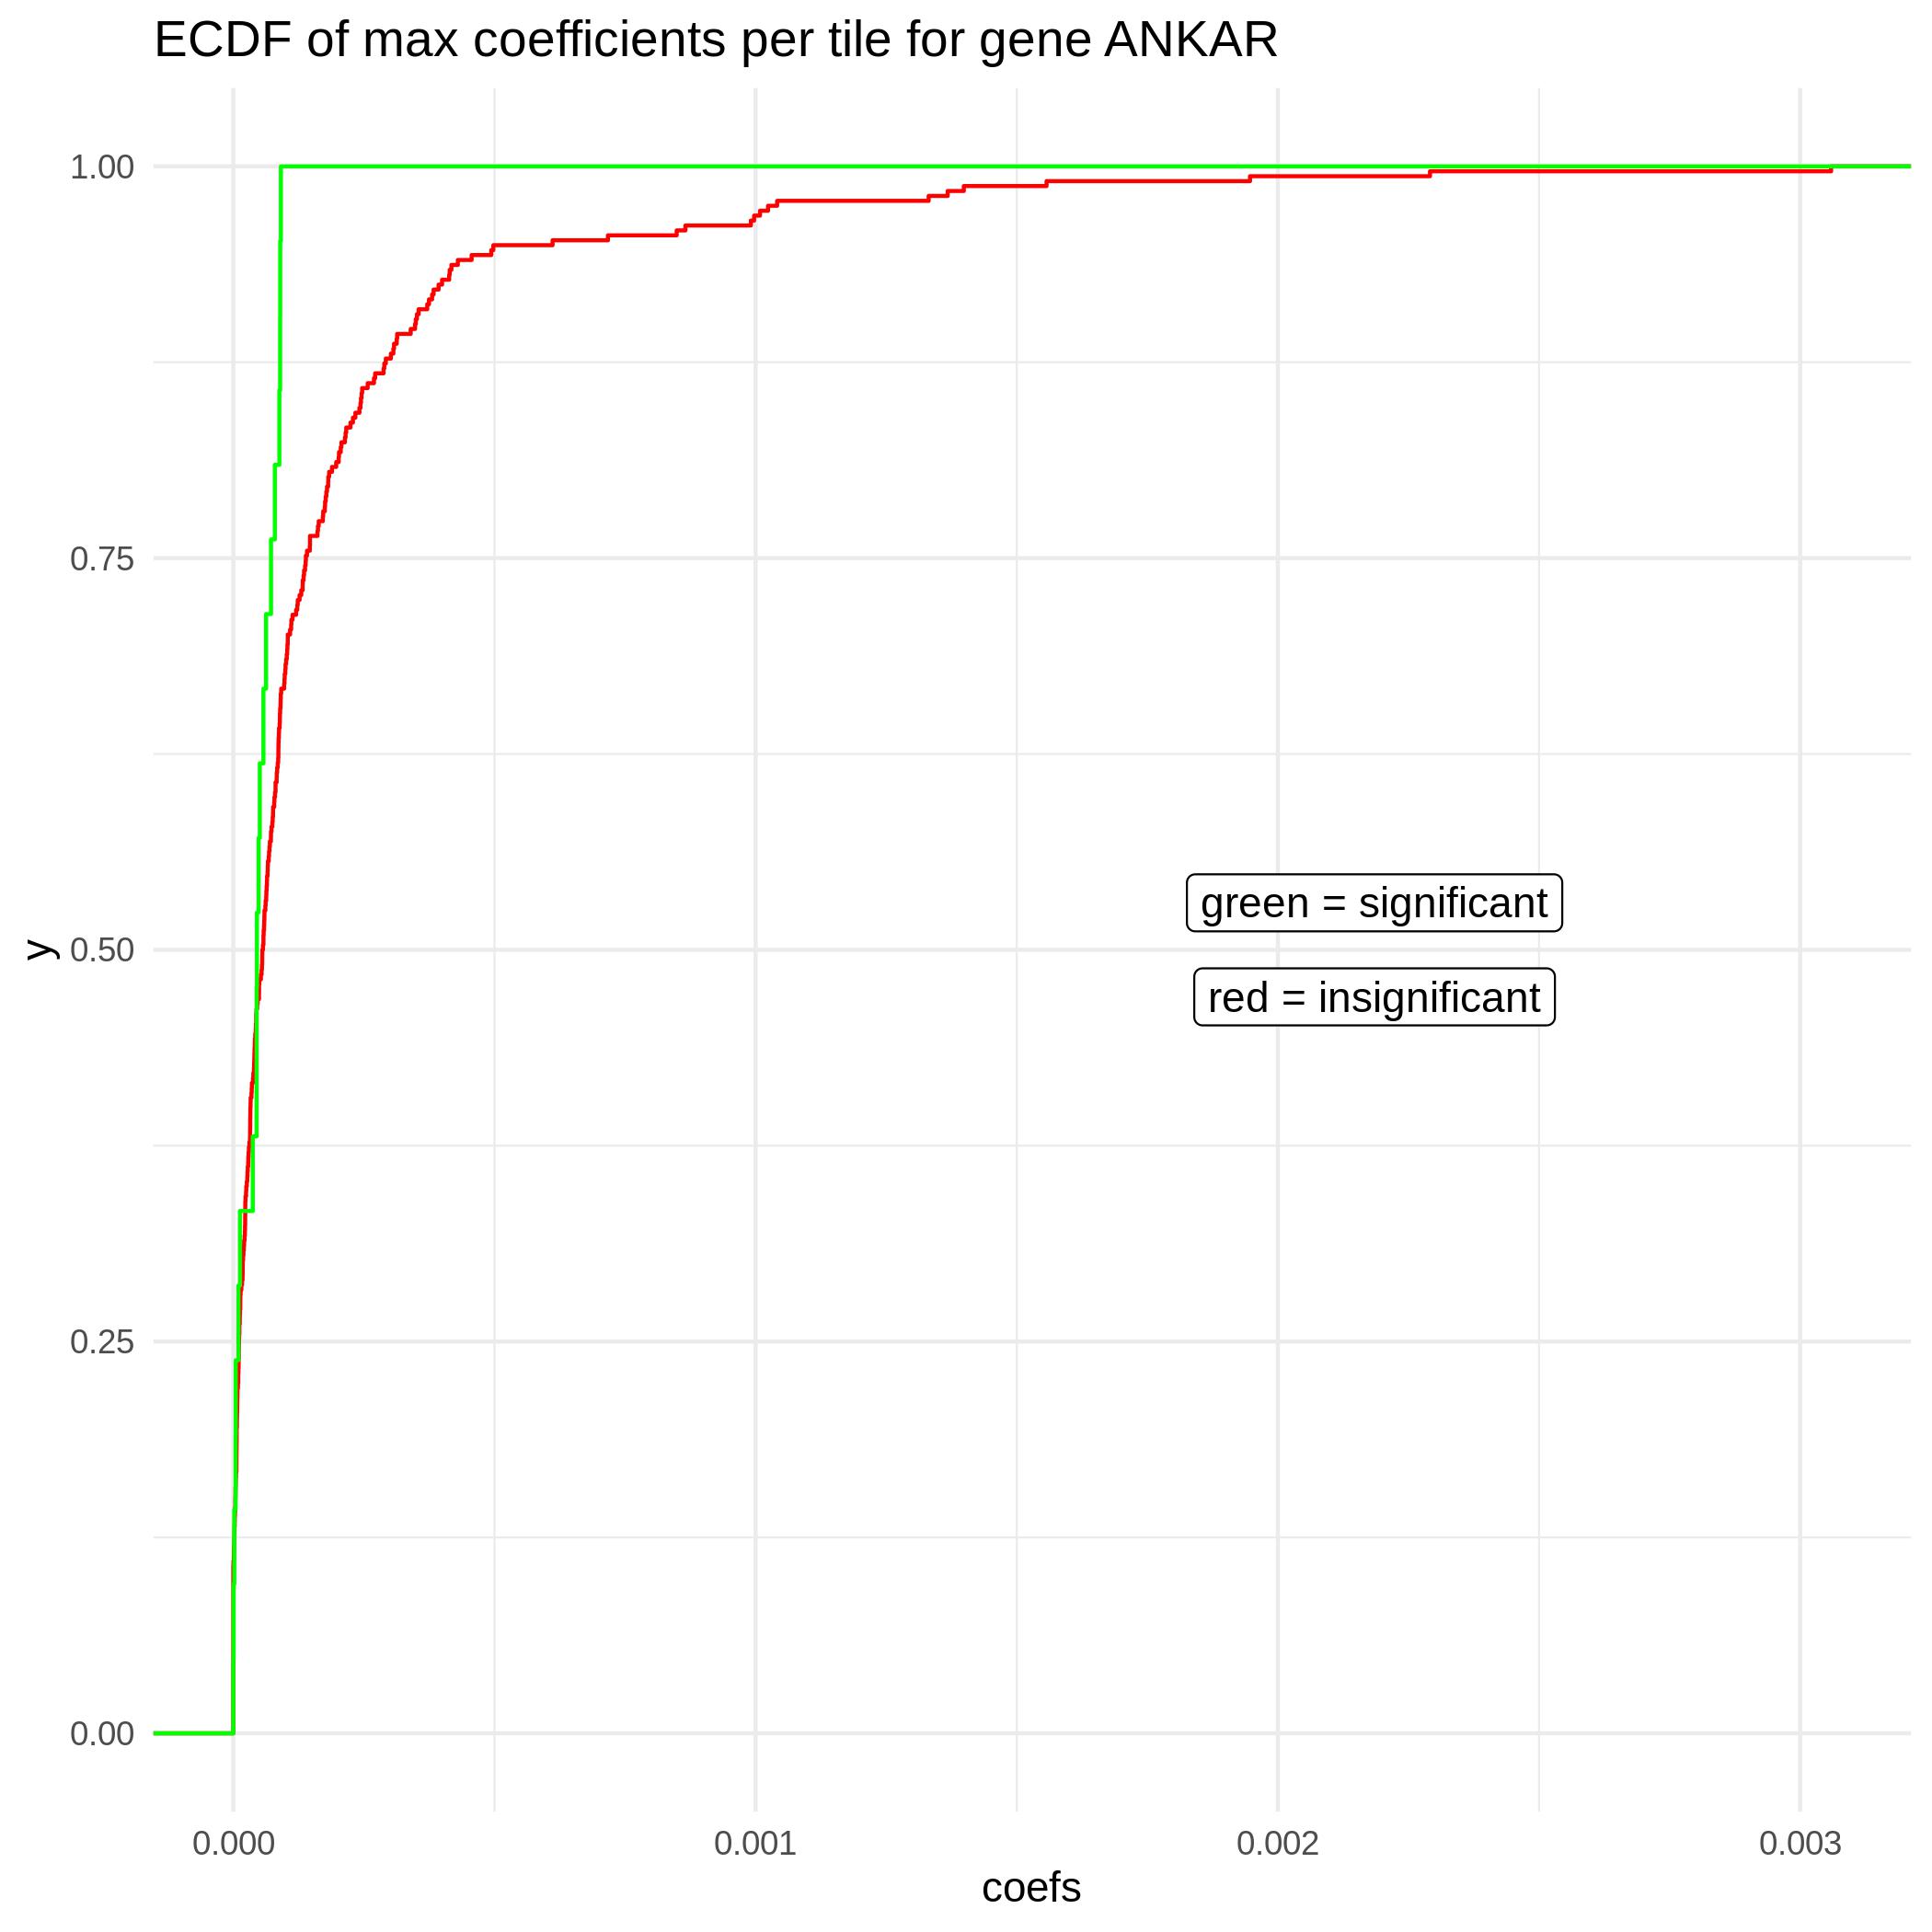 ECDF of max coefficients per tile for gene ANKAR
1.00
0.75
0.50
0.25
0.00
y
green = significant
red = insignificant
0.000 0.001 0.002 0.003
coefs